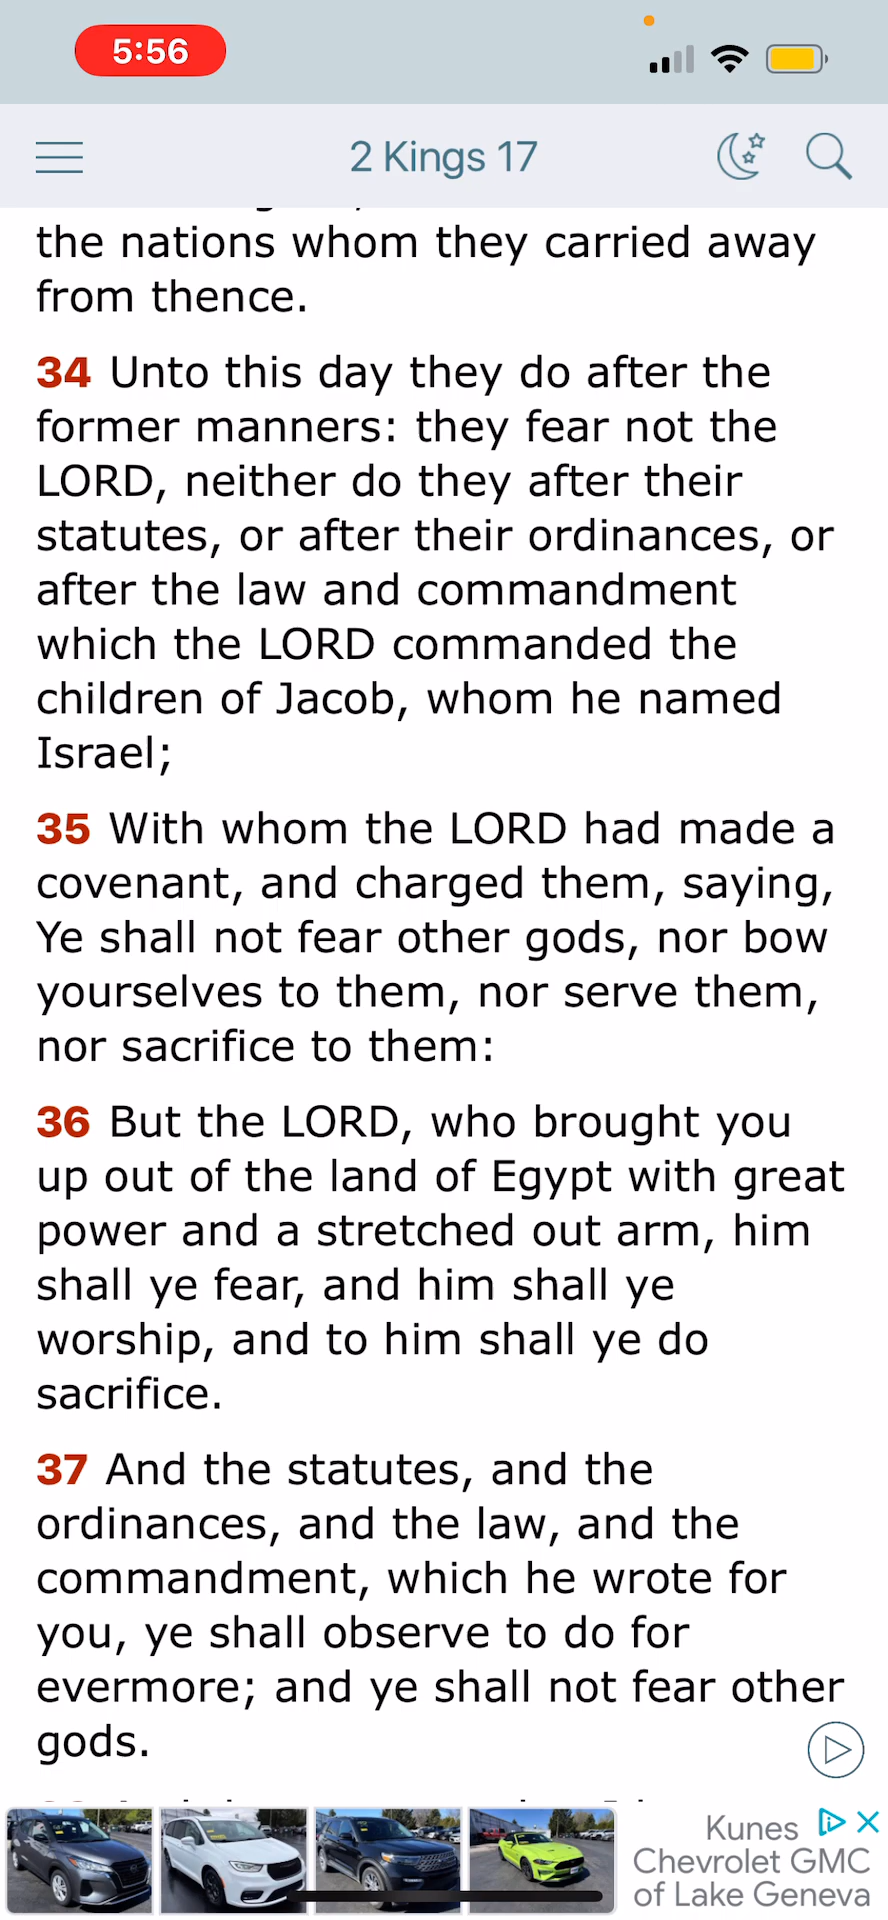 5:56
2 Kings 17
the nations whom they carried away
from thence.
34 Unto this day they do after the
former manners: they fear not the
LORD, neither do they after their
statutes, or after their ordinances, or
after the law and commandment
which the LORD commanded the
children of Jacob, whom he named
Israel;
35 With whom the LORD had made a
covenant, and charged them, saying,
Ye shall not fear other gods, nor bow
yourselves to them, nor serve them,
nor sacrifice to them:
36 But the LORD, who brought you
up out of the land of Egypt with great
power and a stretched out arm, him
shall ye fear, and him shall ye
worship, and to him shall ye do
sacrifice.
37 And the statutes, and the
ordinances, and the law, and the
commandment, which he wrote for
you, ye shall observe to do for
evermore; and ye shall not fear other
gods.
Kunes
Chevrolet GMC
of Lake Geneva